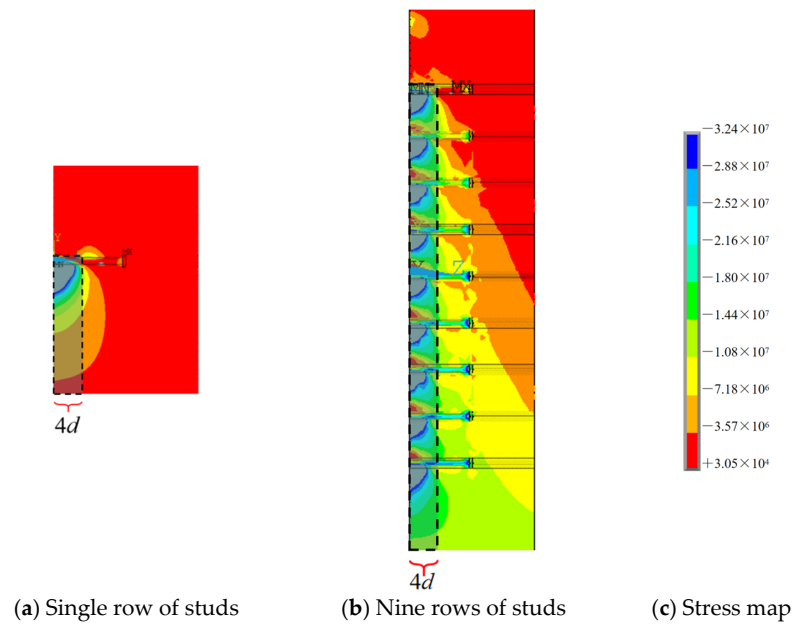 MX
Y
Z
4d
4d
−3.24×10⁷
−2.88×10⁷
−2.52×10⁷
−2.16×10⁷
−1.80×10⁷
−1.44×10⁷
−1.08×10⁷
−7.18×10⁶
−3.57×10⁶
+3.05×10⁴
(a) Single row of studs
(b) Nine rows of studs
(c) Stress map